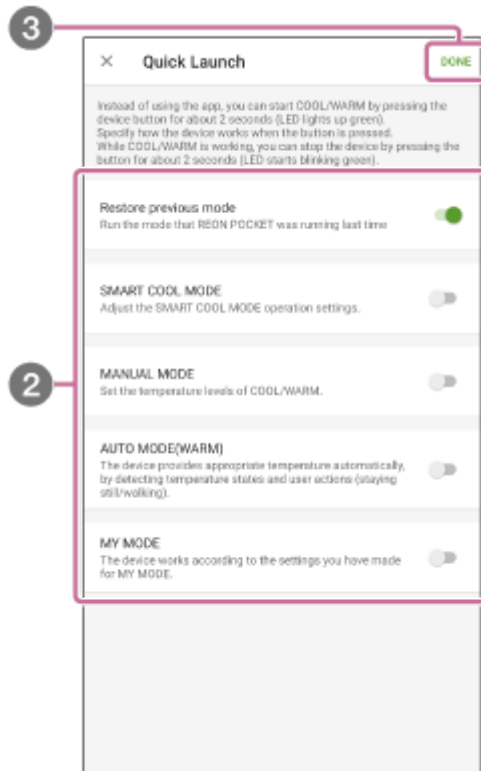 3
Quick Launch
DONE
Instead of using the app, you can start COOL/WARM by pressing the
device button for about 2 seconds (LED lights up green).
Specify how the device works when the button is pressed.
While COOL/WARM is working, you can stop the device by pressing the
button for about 2 seconds (LED starts blinking green).
Restore previous mode
Run the mode that REON POCKET was running last time
SMART COOL MODE
Adjust the SMART COOL MODE operation settings.
2
MANUAL MODE
Set the temperature levels of COOL/WARM.
AUTO MODE(WARM)
The device provides appropriate temperature automatically,
by detecting temperature states and user actions (staying
still/walking).
MY MODE
The device works according to the settings you have made
for MY MODE.